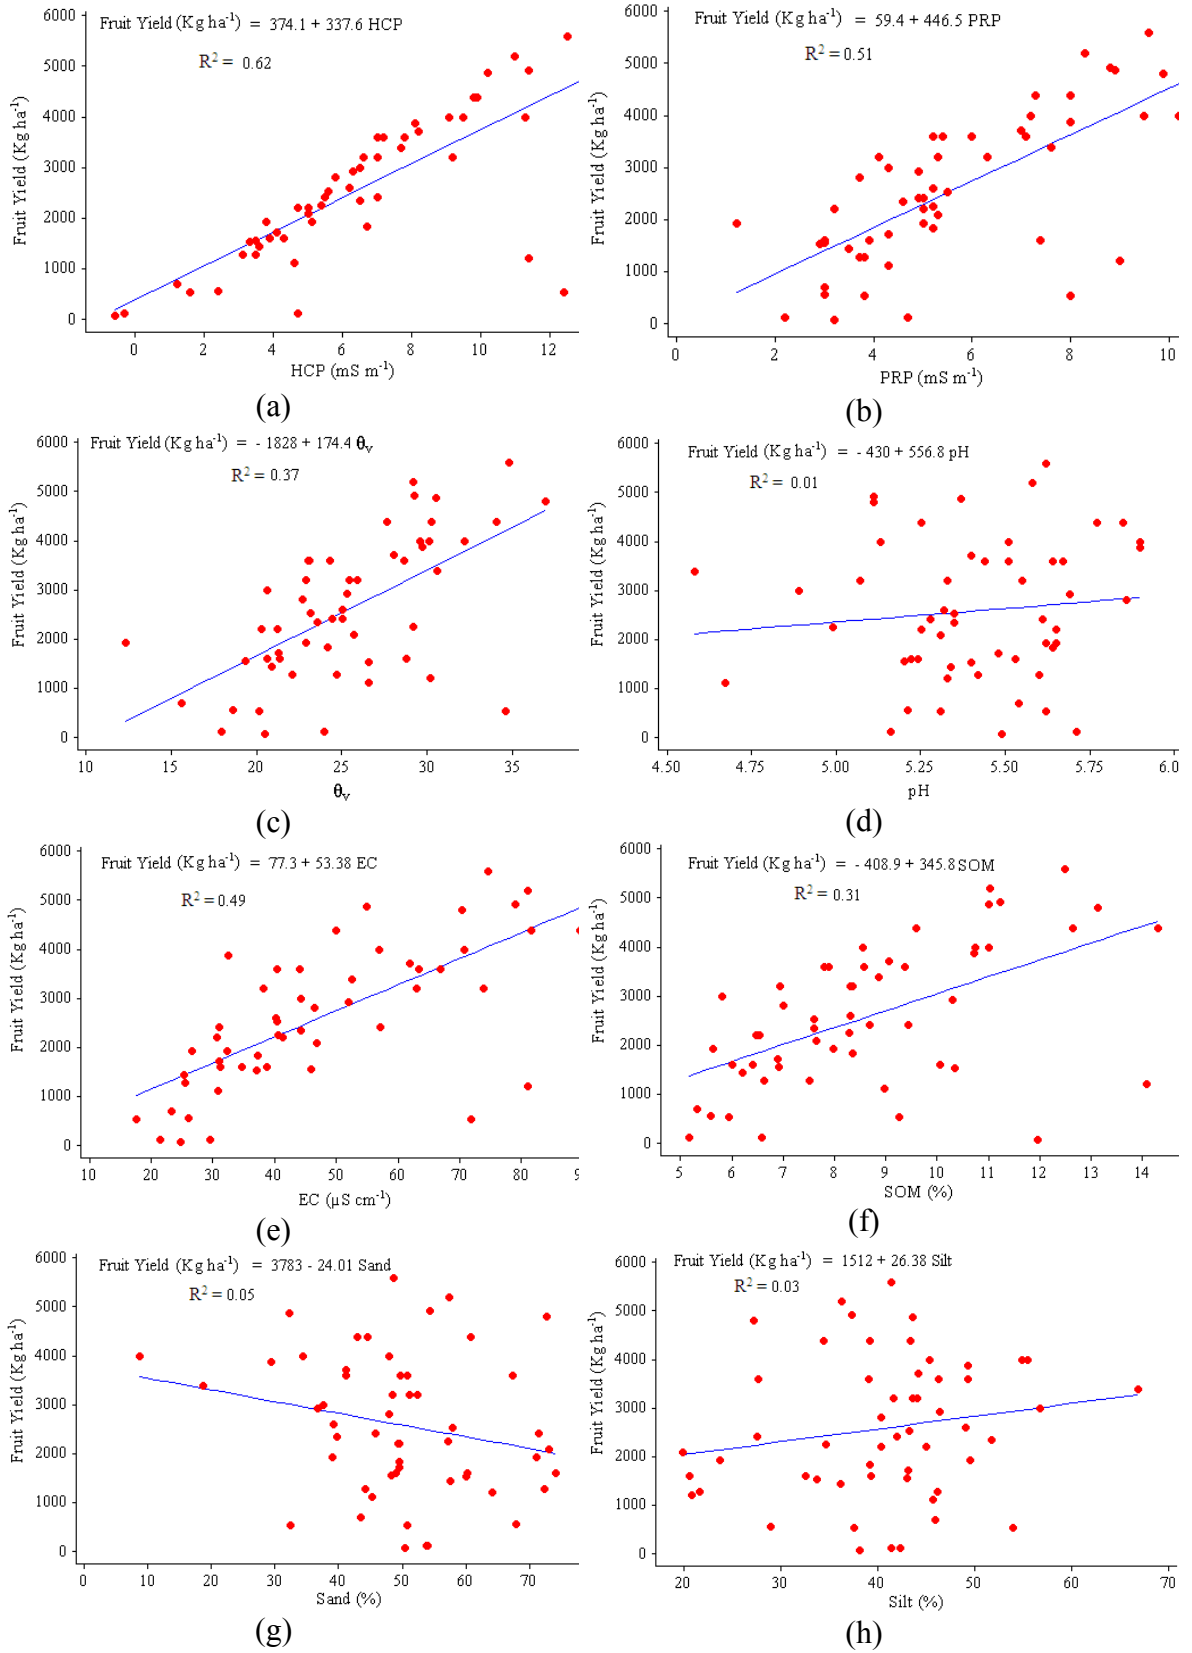 Fruit Yield (Kg ha⁻¹) = 374.1 + 337.6 HCP
R² = 0.62
Fruit Yield (Kg ha⁻¹)
6000
5000
4000
3000
2000
1000
0
0 2 4 6 8 10 12
HCP (mS m⁻¹)
(a)
Fruit Yield (Kg ha⁻¹) = 59.4 + 446.5 PRP
R² = 0.51
Fruit Yield (Kg ha⁻¹)
6000
5000
4000
3000
2000
1000
0
0 2 4 6 8 10
PRP (mS m⁻¹)
(b)
Fruit Yield (Kg ha⁻¹) = - 1828 + 174.4 θv
R² = 0.37
Fruit Yield (Kg ha⁻¹)
6000
5000
4000
3000
2000
1000
0
10 15 20 25 30 35
θv
(c)
Fruit Yield (Kg ha⁻¹) = - 430 + 556.8 pH
R² = 0.01
Fruit Yield (Kg ha⁻¹)
6000
5000
4000
3000
2000
1000
0
4.50 4.75 5.00 5.25 5.50 5.75 6.0
pH
(d)
Fruit Yield (Kg ha⁻¹) = 77.3 + 53.38 EC
R² = 0.49
Fruit Yield (Kg ha⁻¹)
6000
5000
4000
3000
2000
1000
0
10 20 30 40 50 60 70 80 9
EC (µS cm⁻¹)
(e)
Fruit Yield (Kg ha⁻¹) = - 408.9 + 345.8 SOM
R² = 0.31
Fruit Yield (Kg ha⁻¹)
6000
5000
4000
3000
2000
1000
0
5 6 7 8 9 10 11 12 13 14
SOM (%)
(f)
Fruit Yield (Kg ha⁻¹) = 3783 - 24.01 Sand
R² = 0.05
Fruit Yield (Kg ha⁻¹)
6000
5000
4000
3000
2000
1000
0
0 10 20 30 40 50 60 70
Sand (%)
(g)
Fruit Yield (Kg ha⁻¹) = 1512 + 26.38 Silt
R² = 0.03
Fruit Yield (Kg ha⁻¹)
6000
5000
4000
3000
2000
1000
0
20 30 40 50 60 70
Silt (%)
(h)